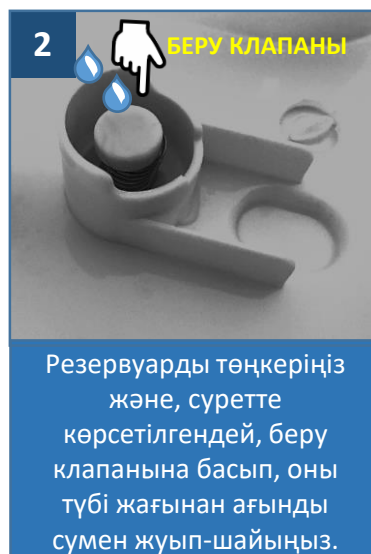 2
БЕРУ КЛАПАНЫ
Резервуарды төңкеріңіз
және, суретте
көрсетілгендей, беру
клапанына басып, оны
түбі жағынан ағынды
сумен жуып-шайыңыз.